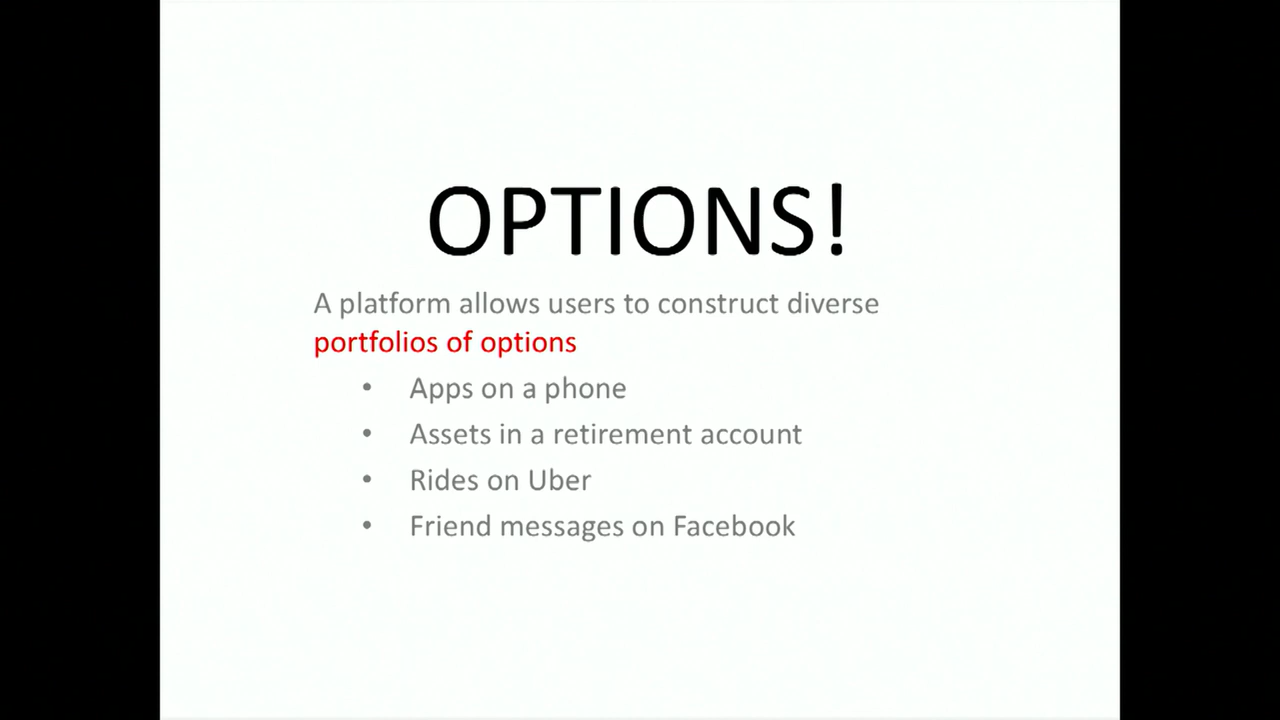 OPTIONS!
A platform allows users to construct diverse
portfolios of options
• Apps on a phone
• Assets in a retirement account
• Rides on Uber
• Friend messages on Facebook